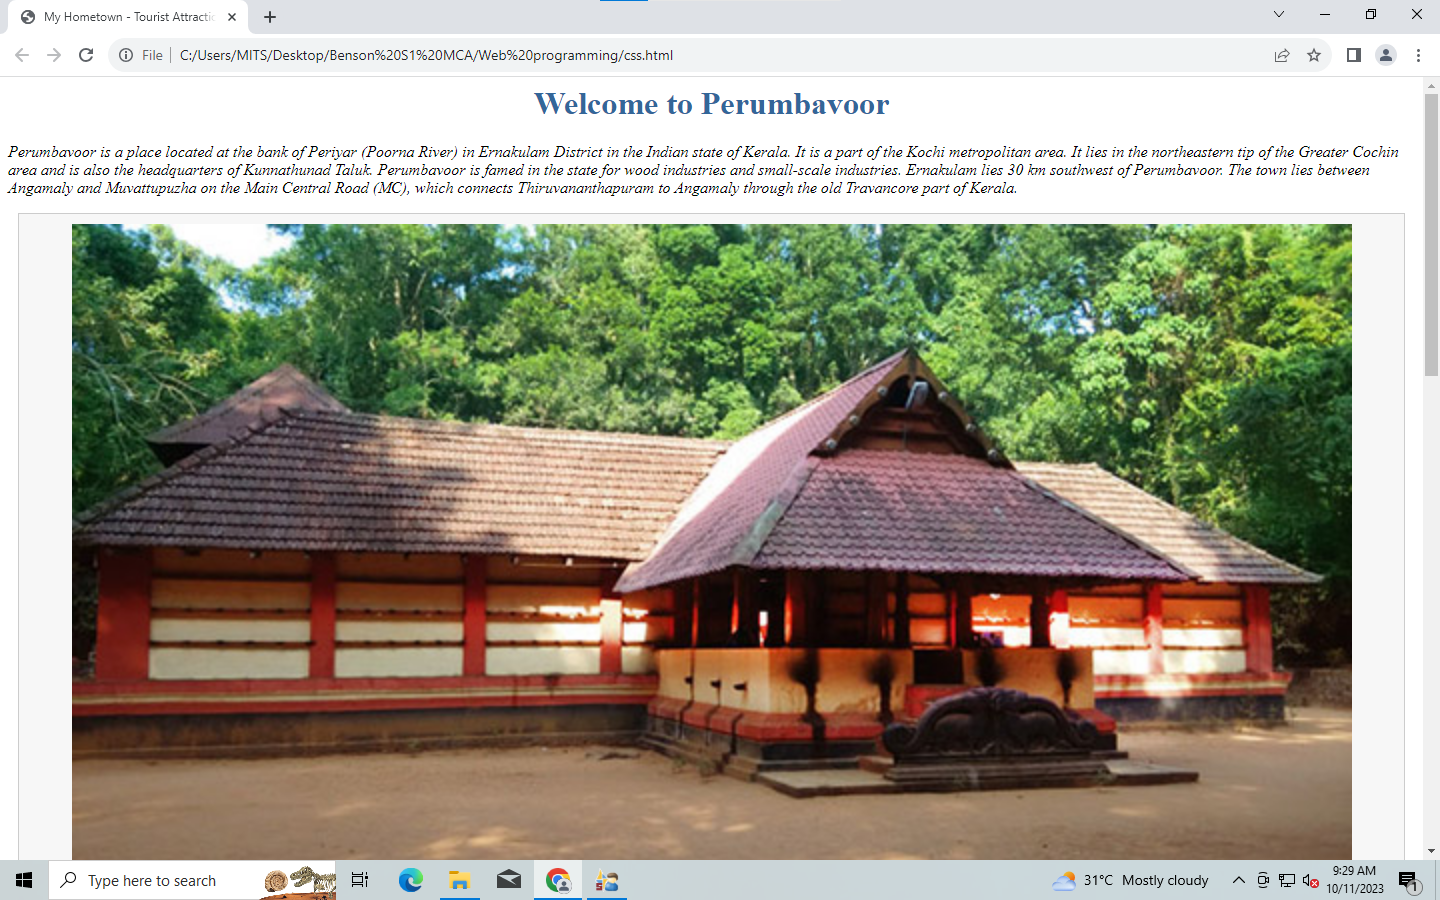 My Hometown - Tourist Attractic
File
C:/Users/MITS/Desktop/Benson%20S1%20MCA/Web%20programming/css.html
Welcome to Perumbavoor
Perumbavoor is a place located at the bank of Periyar (Poorna River) in Ernakulam District in the Indian state of Kerala. It is a part of the Kochi metropolitan area. It lies in the northeastern tip of the Greater Cochin
area and is also the headquarters of Kunnathunad Taluk. Perumbavoor is famed in the state for wood industries and small-scale industries. Ernakulam lies 30 km southwest of Perumbavoor. The town lies between
Angamaly and Muvattupuzha on the Main Central Road (MC), which connects Thiruvananthapuram to Angamaly through the old Travancore part of Kerala.
Type here to search
31°C Mostly cloudy
9:29 AM
10/11/2023
1